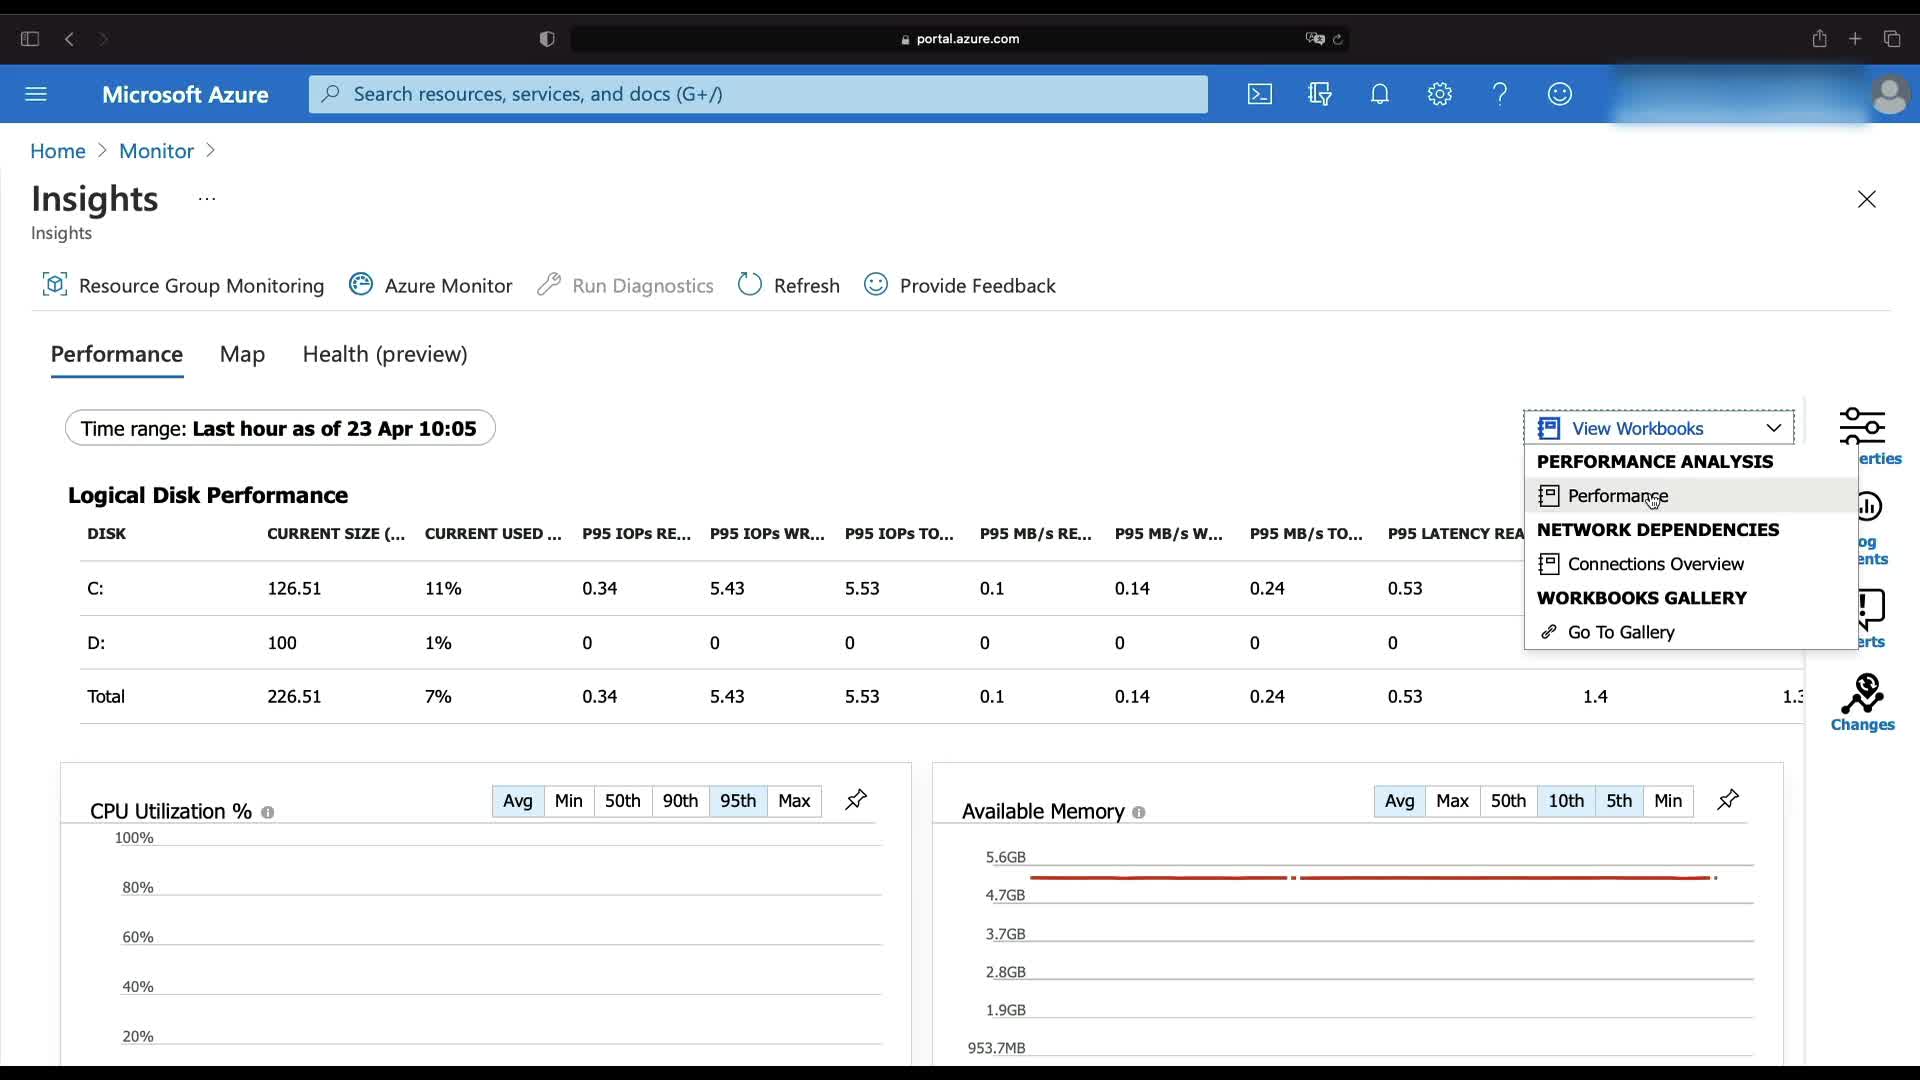 portal.azure.com
Microsoft Azure
Search resources, services, and docs (G+/)
Home > Monitor >
Insights ...
Insights
Resource Group Monitoring Azure Monitor Run Diagnostics Refresh Provide Feedback
Performance Map Health (preview)
Time range: Last hour as of 23 Apr 10:05
View Workbooks
PERFORMANCE ANALYSIS
Performance
NETWORK DEPENDENCIES
Connections Overview
WORKBOOKS GALLERY
Go To Gallery
erties
og
ents
erts
Changes
Logical Disk Performance
DISK CURRENT SIZE (... CURRENT USED ... P95 IOPs RE... P95 IOPs WR... P95 IOPs TO... P95 MB/s RE... P95 MB/s W... P95 MB/s TO... P95 LATENCY REA
C: 126.51 11% 0.34 5.43 5.53 0.1 0.14 0.24 0.53
D: 100 1% 0 0 0 0 0 0 0
Total 226.51 7% 0.34 5.43 5.53 0.1 0.14 0.24 0.53 1.4 1.3
CPU Utilization %
Avg Min 50th 90th 95th Max
100%
80%
60%
40%
20%
Available Memory
Avg Max 50th 10th 5th Min
5.6GB
4.7GB
3.7GB
2.8GB
1.9GB
953.7MB